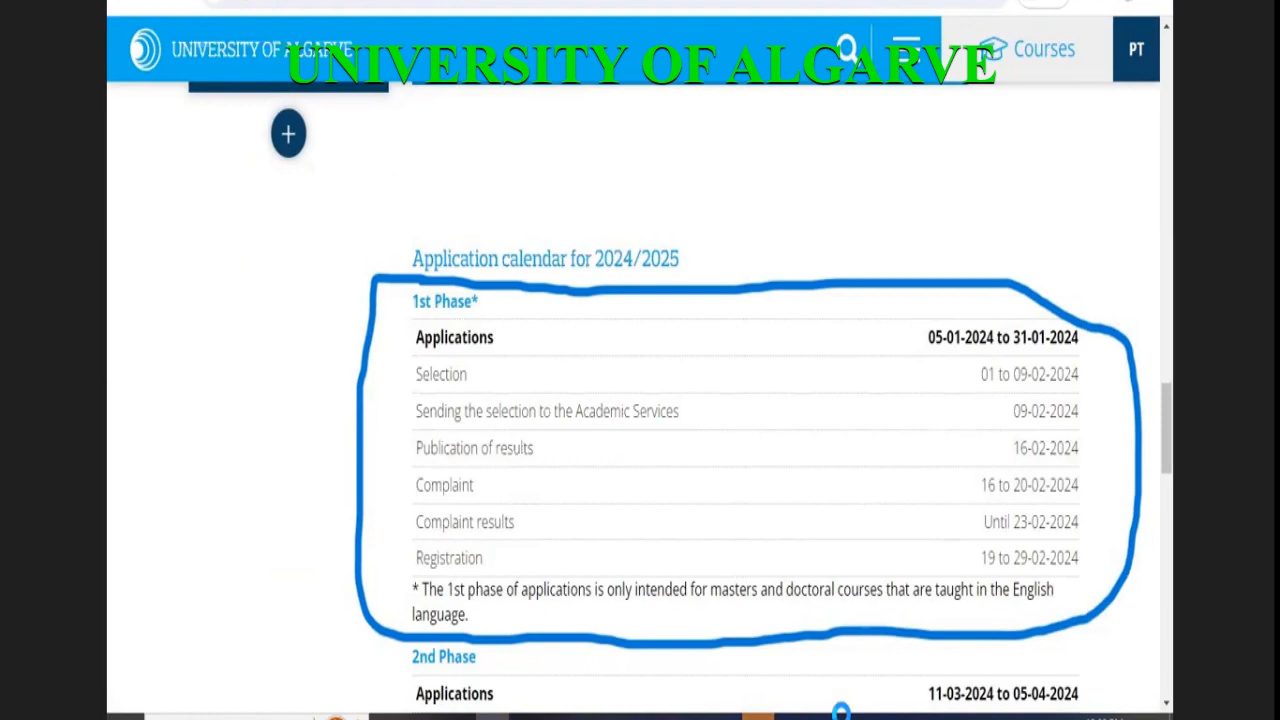 UNIVERSITY OF ALGARVE
UNIVERSITY OF ALGARVE
Courses
PT
+
Application calendar for 2024/2025
1st Phase*
Applications 05-01-2024 to 31-01-2024
Selection 01 to 09-02-2024
Sending the selection to the Academic Services 09-02-2024
Publication of results 16-02-2024
Complaint 16 to 20-02-2024
Complaint results Until 23-02-2024
Registration 19 to 29-02-2024
* The 1st phase of applications is only intended for masters and doctoral courses that are taught in the English
language.
2nd Phase
Applications 11-03-2024 to 05-04-2024